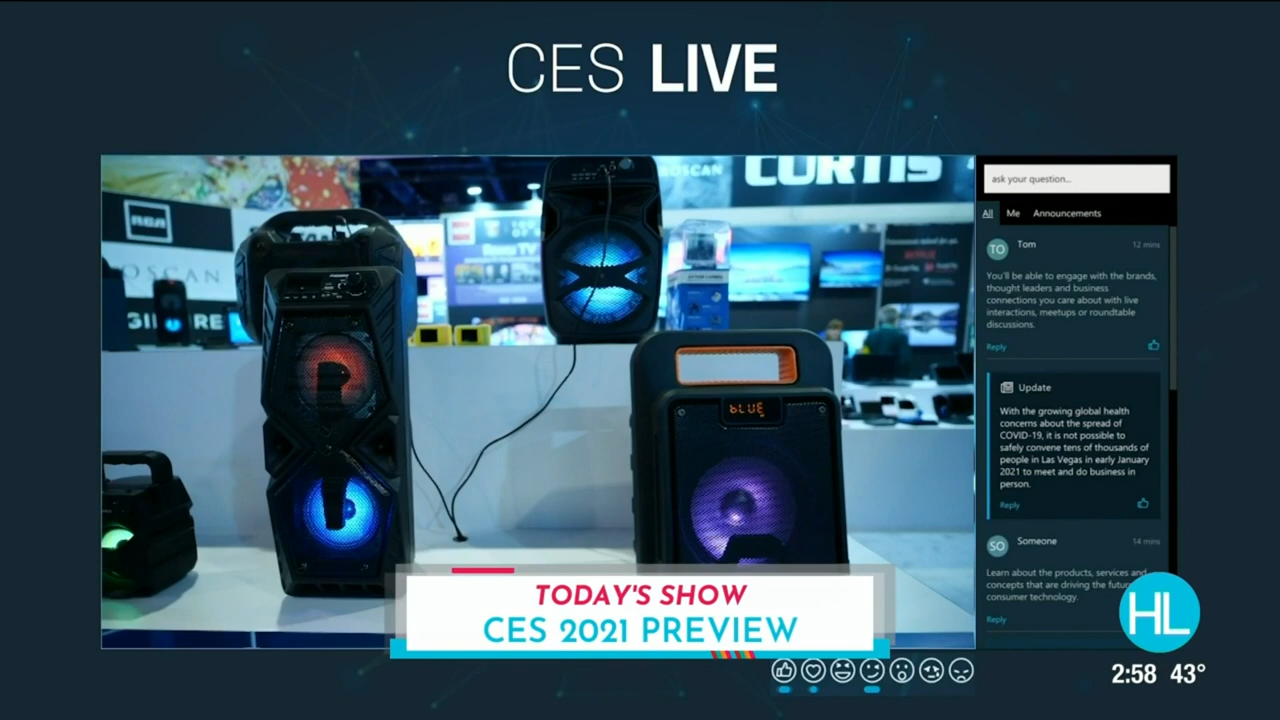 CES LIVE
ROSCAN
CURTIS
RCA
OSCAN
Roku TV
bLUE
ask your question...
All Me Announcements
TO Tom 12 mins
You'll be able to engage with the brands,
thought leaders and business
connections you care about with live
interactions, meetups or roundtable
discussions.
Reply
Update
With the growing global health
concerns about the spread of
COVID-19, it is not possible to
safely convene tens of thousands of
people in Las Vegas in early January
2021 to meet and do business in
person.
Reply
SO Someone 14 mins
Learn about the products, services and
concepts that are driving the future
consumer technology.
Reply
TODAY'S SHOW
CES 2021 PREVIEW
HL
2:58 43°